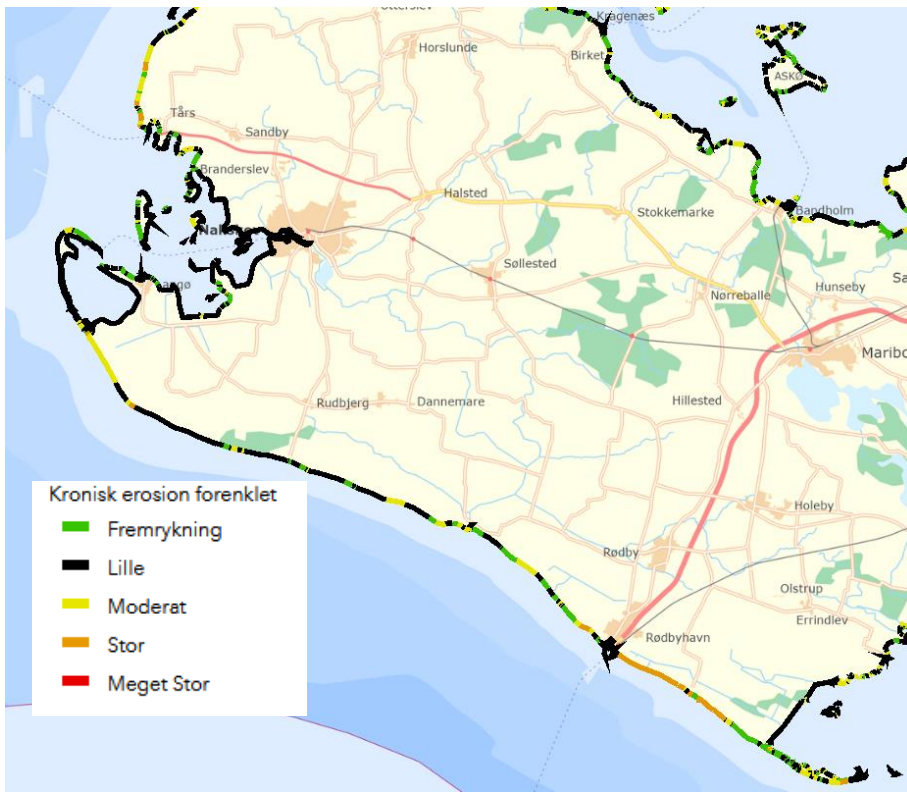 Kragenæs
Horslunde
Birket
ASKØ
Tårs
Sandby
Branderslev
Halsted
Stokkemarke
Bandholm
Søllested
Nørreballe
Hunseby
Maribo
Hillested
Rudbjerg
Dannemare
Kronisk erosion forenklet
Fremrykning
Lille
Moderat
Stor
Meget Stor
Holeby
Rødby
Olstrup
Errindlev
Rødbyhavn